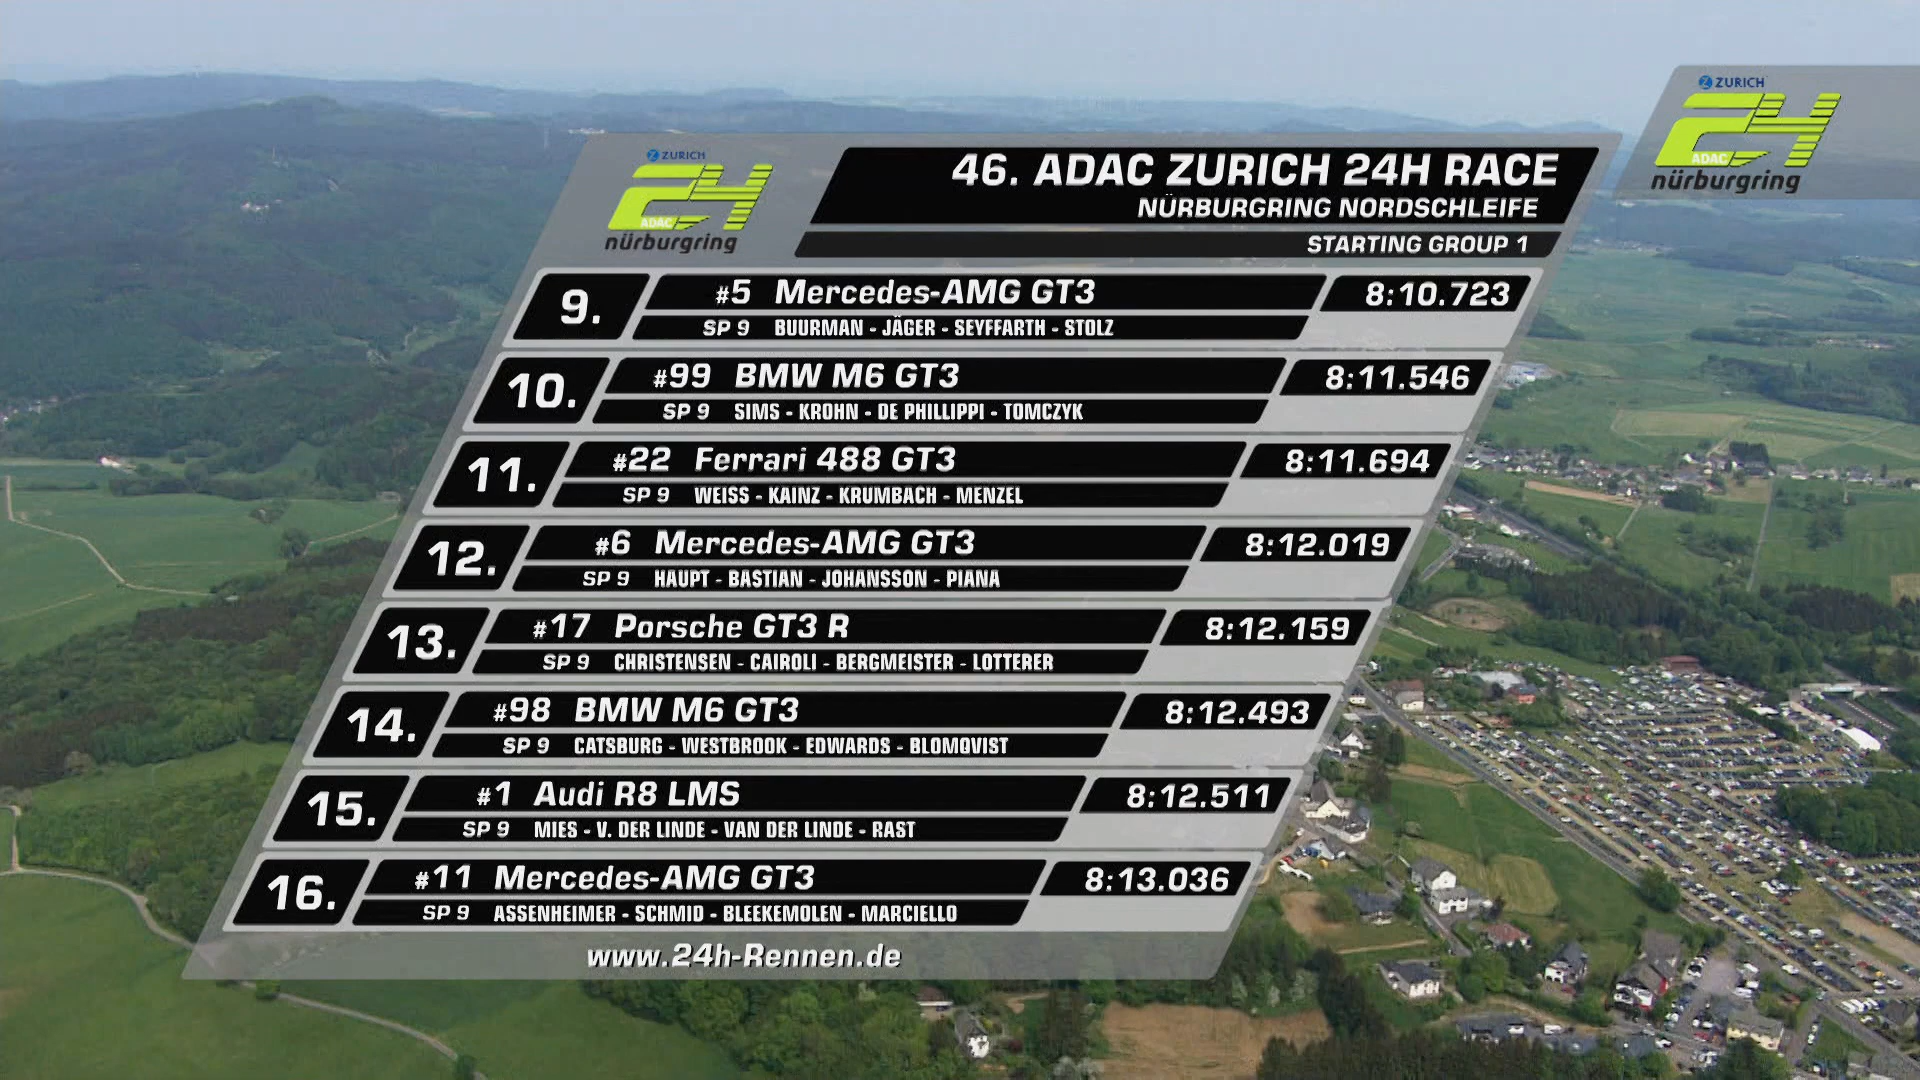 ZURICH
24H
ADAC
nürburgring
ZURICH
24H
ADAC
nürburgring
46. ADAC ZURICH 24H RACE
NÜRBURGRING NORDSCHLEIFE
STARTING GROUP 1
9. #5 Mercedes-AMG GT3 8:10.723
SP 9 BUURMAN - JÄGER - SEYFFARTH - STOLZ
10. #99 BMW M6 GT3 8:11.546
SP 9 SIMS - KROHN - DE PHILLIPPI - TOMCZYK
11. #22 Ferrari 488 GT3 8:11.694
SP 9 WEISS - KAINZ - KRUMBACH - MENZEL
12. #6 Mercedes-AMG GT3 8:12.019
SP 9 HAUPT - BASTIAN - JOHANSSON - PIANA
13. #17 Porsche GT3 R 8:12.159
SP 9 CHRISTENSEN - CAIROLI - BERGMEISTER - LOTTERER
14. #98 BMW M6 GT3 8:12.493
SP 9 CATSBURG - WESTBROOK - EDWARDS - BLOMQVIST
15. #1 Audi R8 LMS 8:12.511
SP 9 MIES - V. DER LINDE - VAN DER LINDE - RAST
16. #11 Mercedes-AMG GT3 8:13.036
SP 9 ASSENHEIMER - SCHMID - BLEEKEMOLEN - MARCIELLO
www.24h-Rennen.de